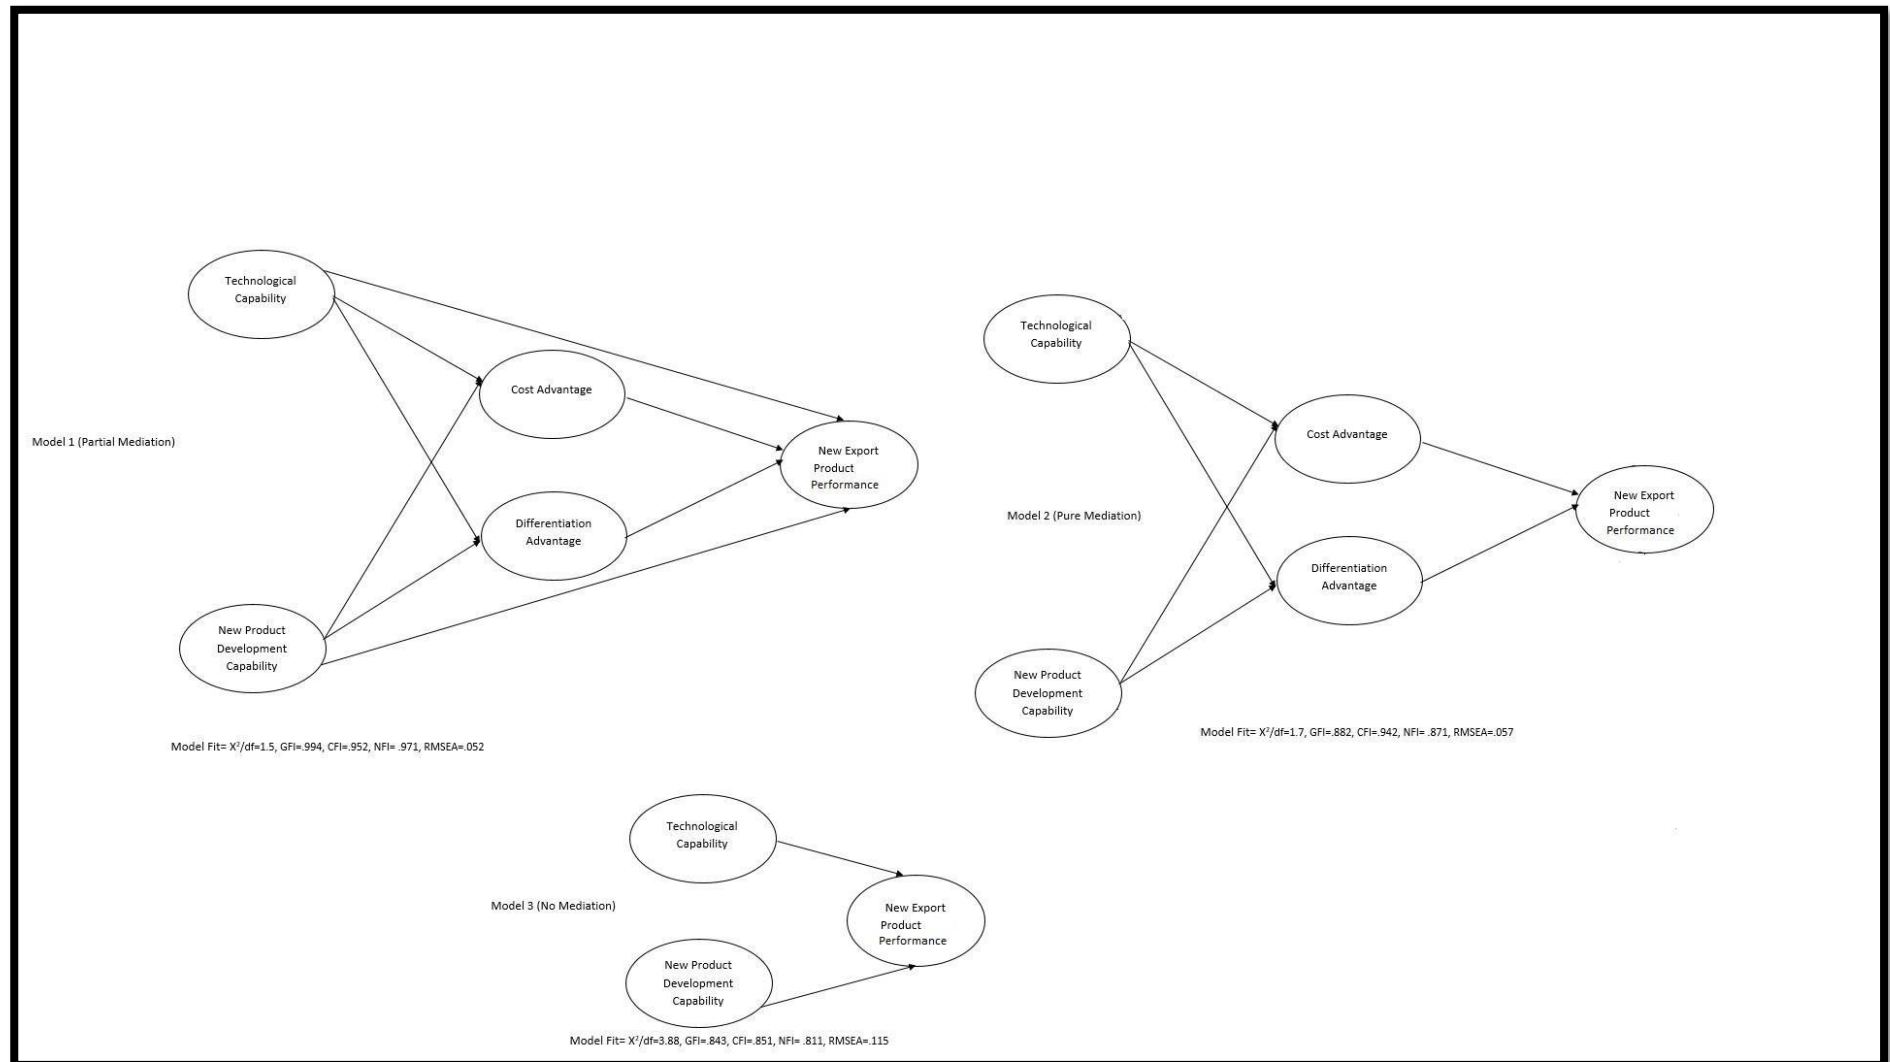 Technological
Capability
Cost Advantage
Model 1 (Partial Mediation)
New Export
Product
Performance
Differentiation
Advantage
New Product
Development
Capability
Model Fit= X²/df=1.5, GFI=.994, CFI=.952, NFI= .971, RMSEA=.052
Technological
Capability
Cost Advantage
New Export
Product
Performance
Model 2 (Pure Mediation)
Differentiation
Advantage
New Product
Development
Capability
Model Fit= X²/df=1.7, GFI=.882, CFI=.942, NFI= .871, RMSEA=.057
Technological
Capability
Model 3 (No Mediation)
New Export
Product
Performance
New Product
Development
Capability
Model Fit= X²/df=3.88, GFI=.843, CFI=.851, NFI= .811, RMSEA=.115